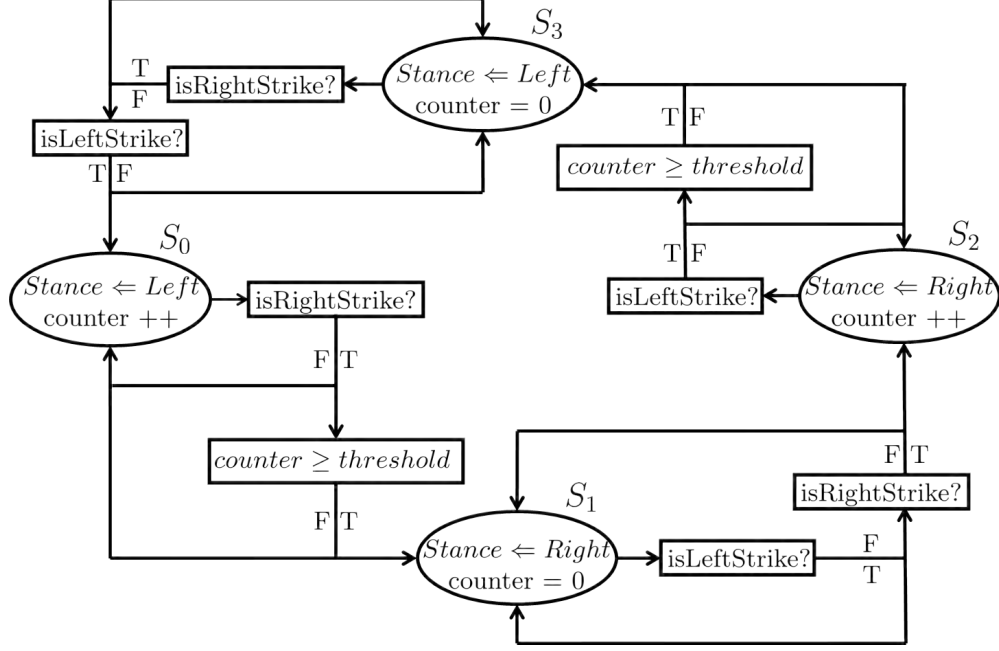 S3
Stance ⇐ Left
counter = 0
isRightStrike?
T
F
isLeftStrike?
T F
T F
counter ≥ threshold
T F
isLeftStrike?
S2
Stance ⇐ Right
counter ++
S0
Stance ⇐ Left
counter ++
isRightStrike?
F T
counter ≥ threshold
F T
S1
Stance ⇐ Right
counter = 0
isLeftStrike?
F
T
isRightStrike?
F T